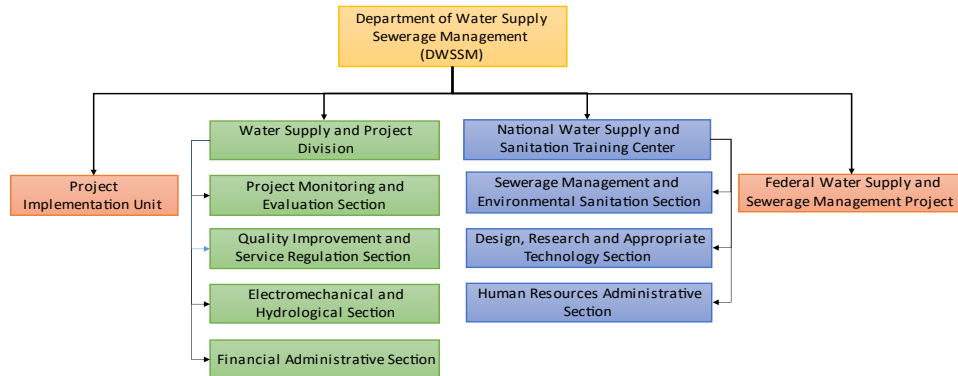 Department of Water Supply
Sewerage Management
(DWSSM)
Water Supply and Project
Division
National Water Supply and
Sanitation Training Center
Project
Implementation Unit
Project Monitoring and
Evaluation Section
Sewerage Management and
Environmental Sanitation Section
Federal Water Supply and
Sewerage Management Project
Quality Improvement and
Service Regulation Section
Design, Research and Appropriate
Technology Section
Electromechanical and
Hydrological Section
Human Resources Administrative
Section
Financial Administrative Section